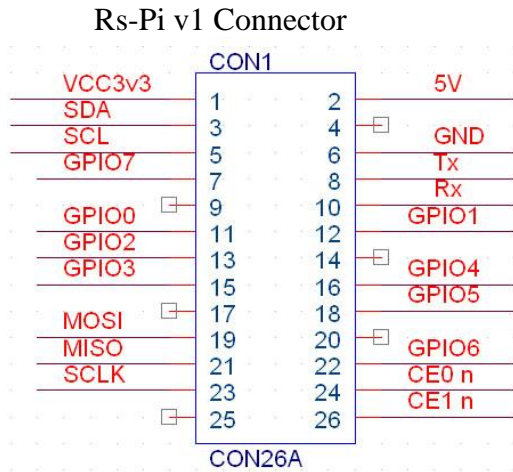 Rs-Pi v1 Connector
CON1
VCC3v3 1 2 5V
SDA 3 4
SCL 5 6 GND
GPIO7 7 8 Tx
9 10 Rx
GPIO0 11 12 GPIO1
GPIO2 13 14
GPIO3 15 16 GPIO4
17 18 GPIO5
MOSI 19 20
MISO 21 22 GPIO6
SCLK 23 24 CE0 n
25 26 CE1 n
CON26A